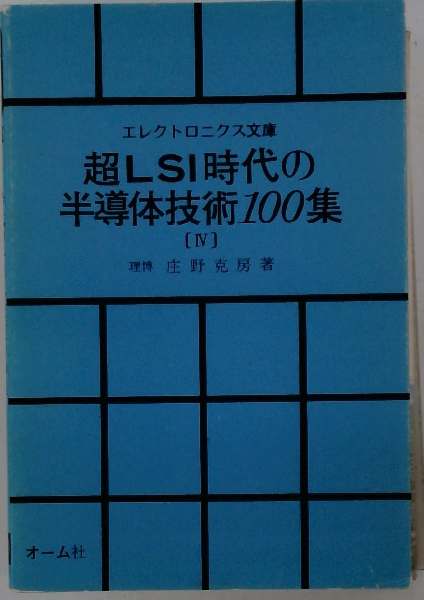 エレクトロニクス文庫
超LSI時代の
半導体技術100集
〔Ⅳ〕
理博 庄野克房著
オーム社